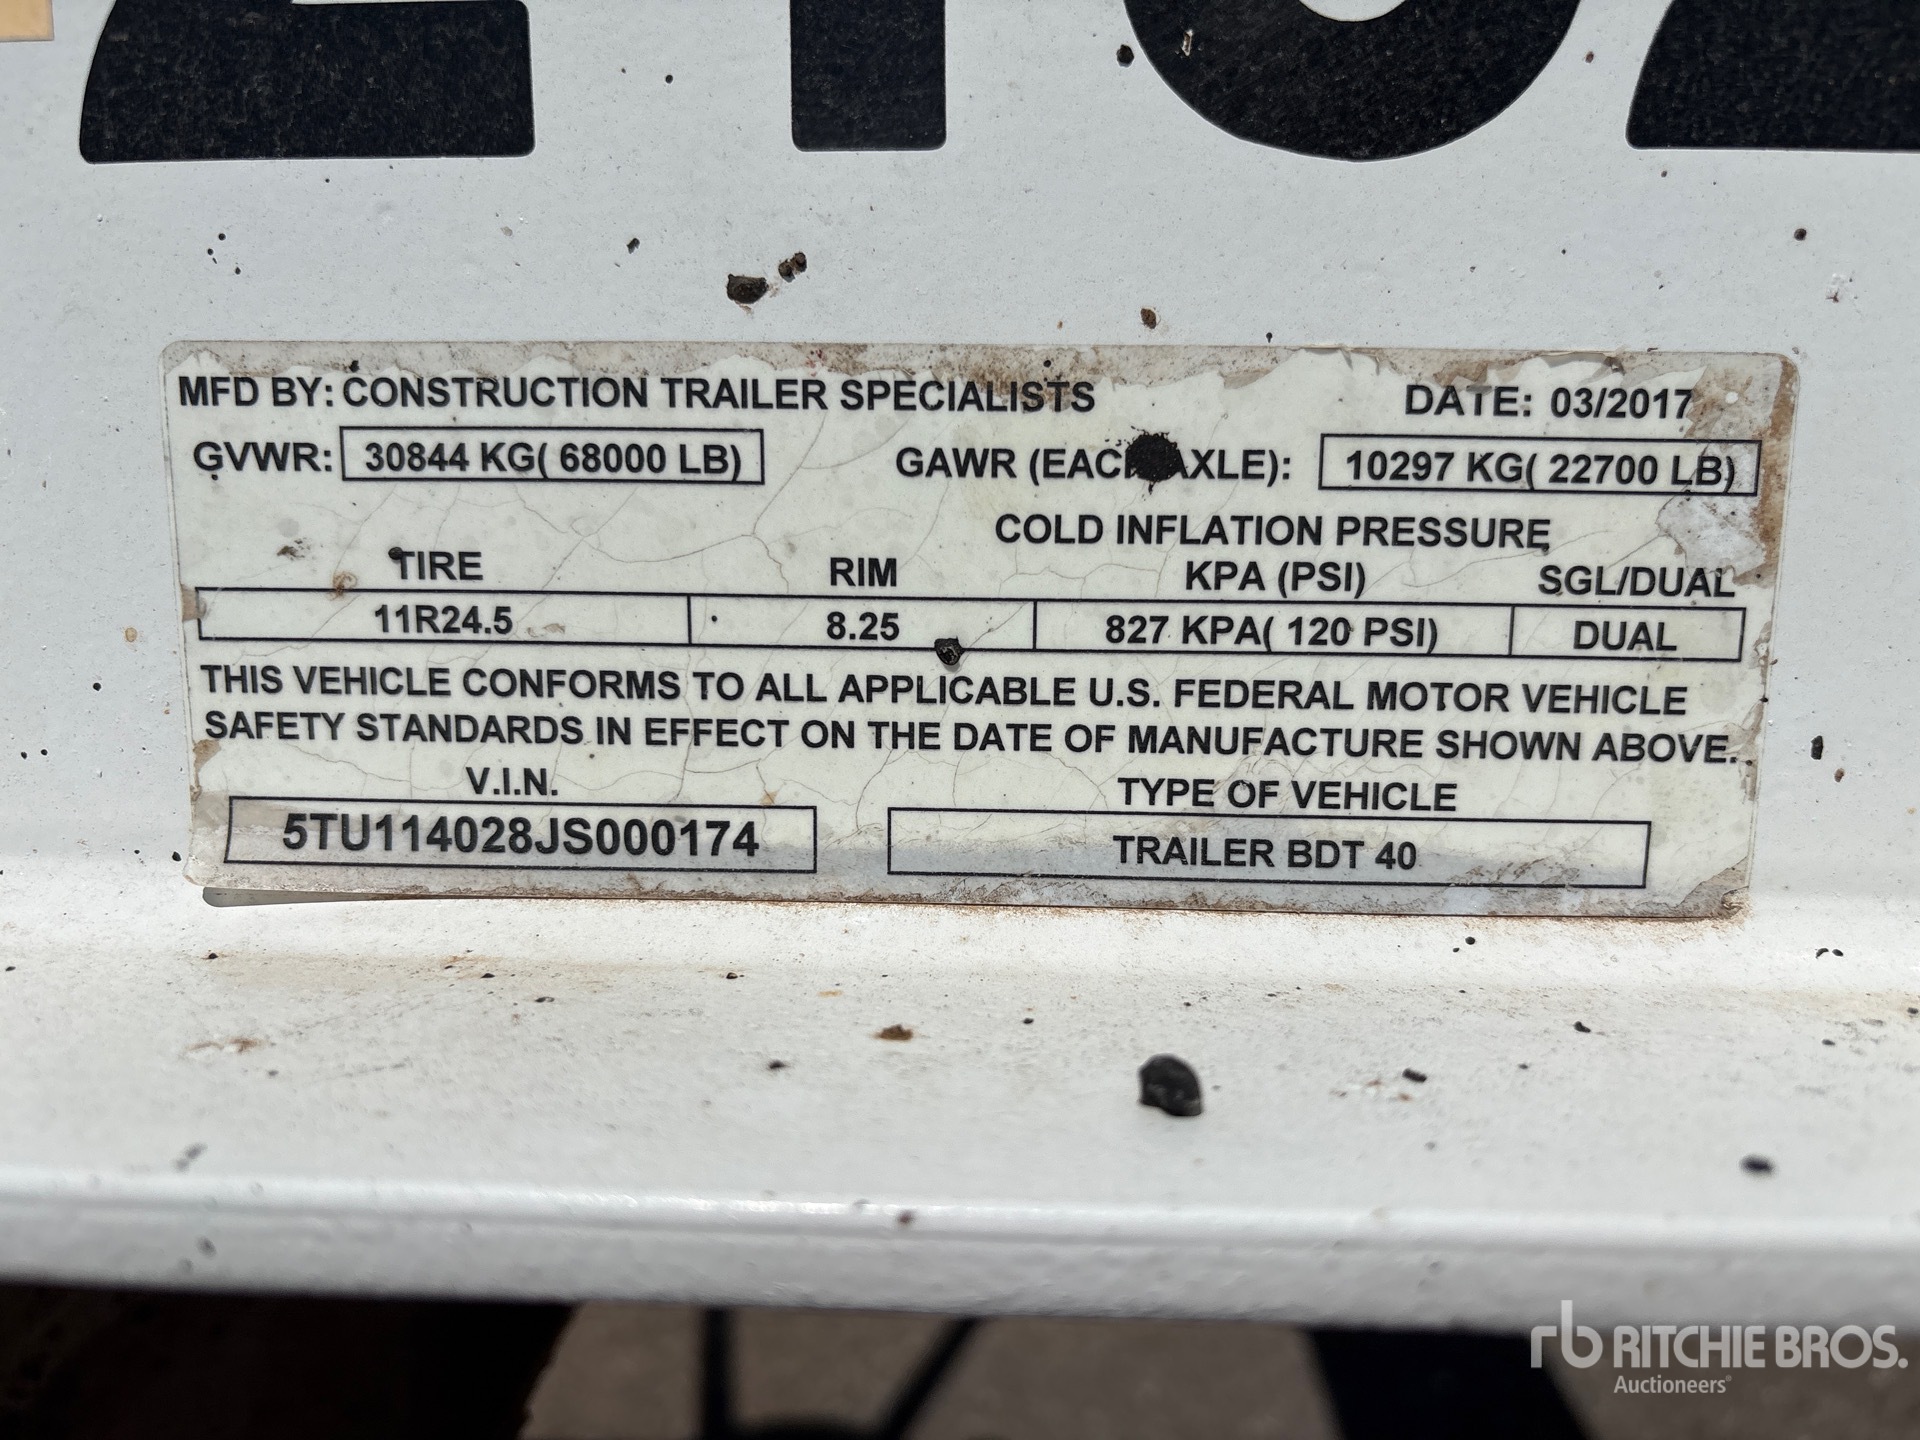 MFD BY: CONSTRUCTION TRAILER SPECIALISTS DATE: 03/2017
GVWR: 30844 KG( 68000 LB) GAWR (EACH AXLE): 10297 KG( 22700 LB)
COLD INFLATION PRESSURE
TIRE RIM KPA (PSI) SGL/DUAL
11R24.5 8.25 827 KPA( 120 PSI) DUAL
THIS VEHICLE CONFORMS TO ALL APPLICABLE U.S. FEDERAL MOTOR VEHICLE
SAFETY STANDARDS IN EFFECT ON THE DATE OF MANUFACTURE SHOWN ABOVE.
V.I.N. TYPE OF VEHICLE
5TU114028JS000174 TRAILER BDT 40
rb RITCHIE BROS.
Auctioneers